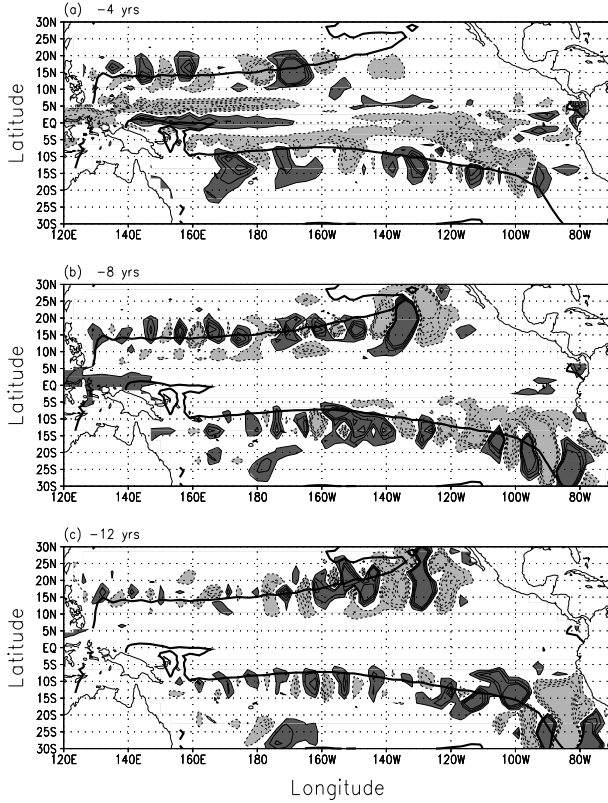 (a) -4 yrs
30N
25N
20N
15N
10N
5N
EQ
5S
10S
15S
20S
25S
30S
Latitude
120E 140E 160E 180 160W 140W 120W 100W 80W
(b) -8 yrs
30N
25N
20N
15N
10N
5N
EQ
5S
10S
15S
20S
25S
30S
Latitude
120E 140E 160E 180 160W 140W 120W 100W 80W
(c) -12 yrs
30N
25N
20N
15N
10N
5N
EQ
5S
10S
15S
20S
25S
30S
Latitude
120E 140E 160E 180 160W 140W 120W 100W 80W
Longitude